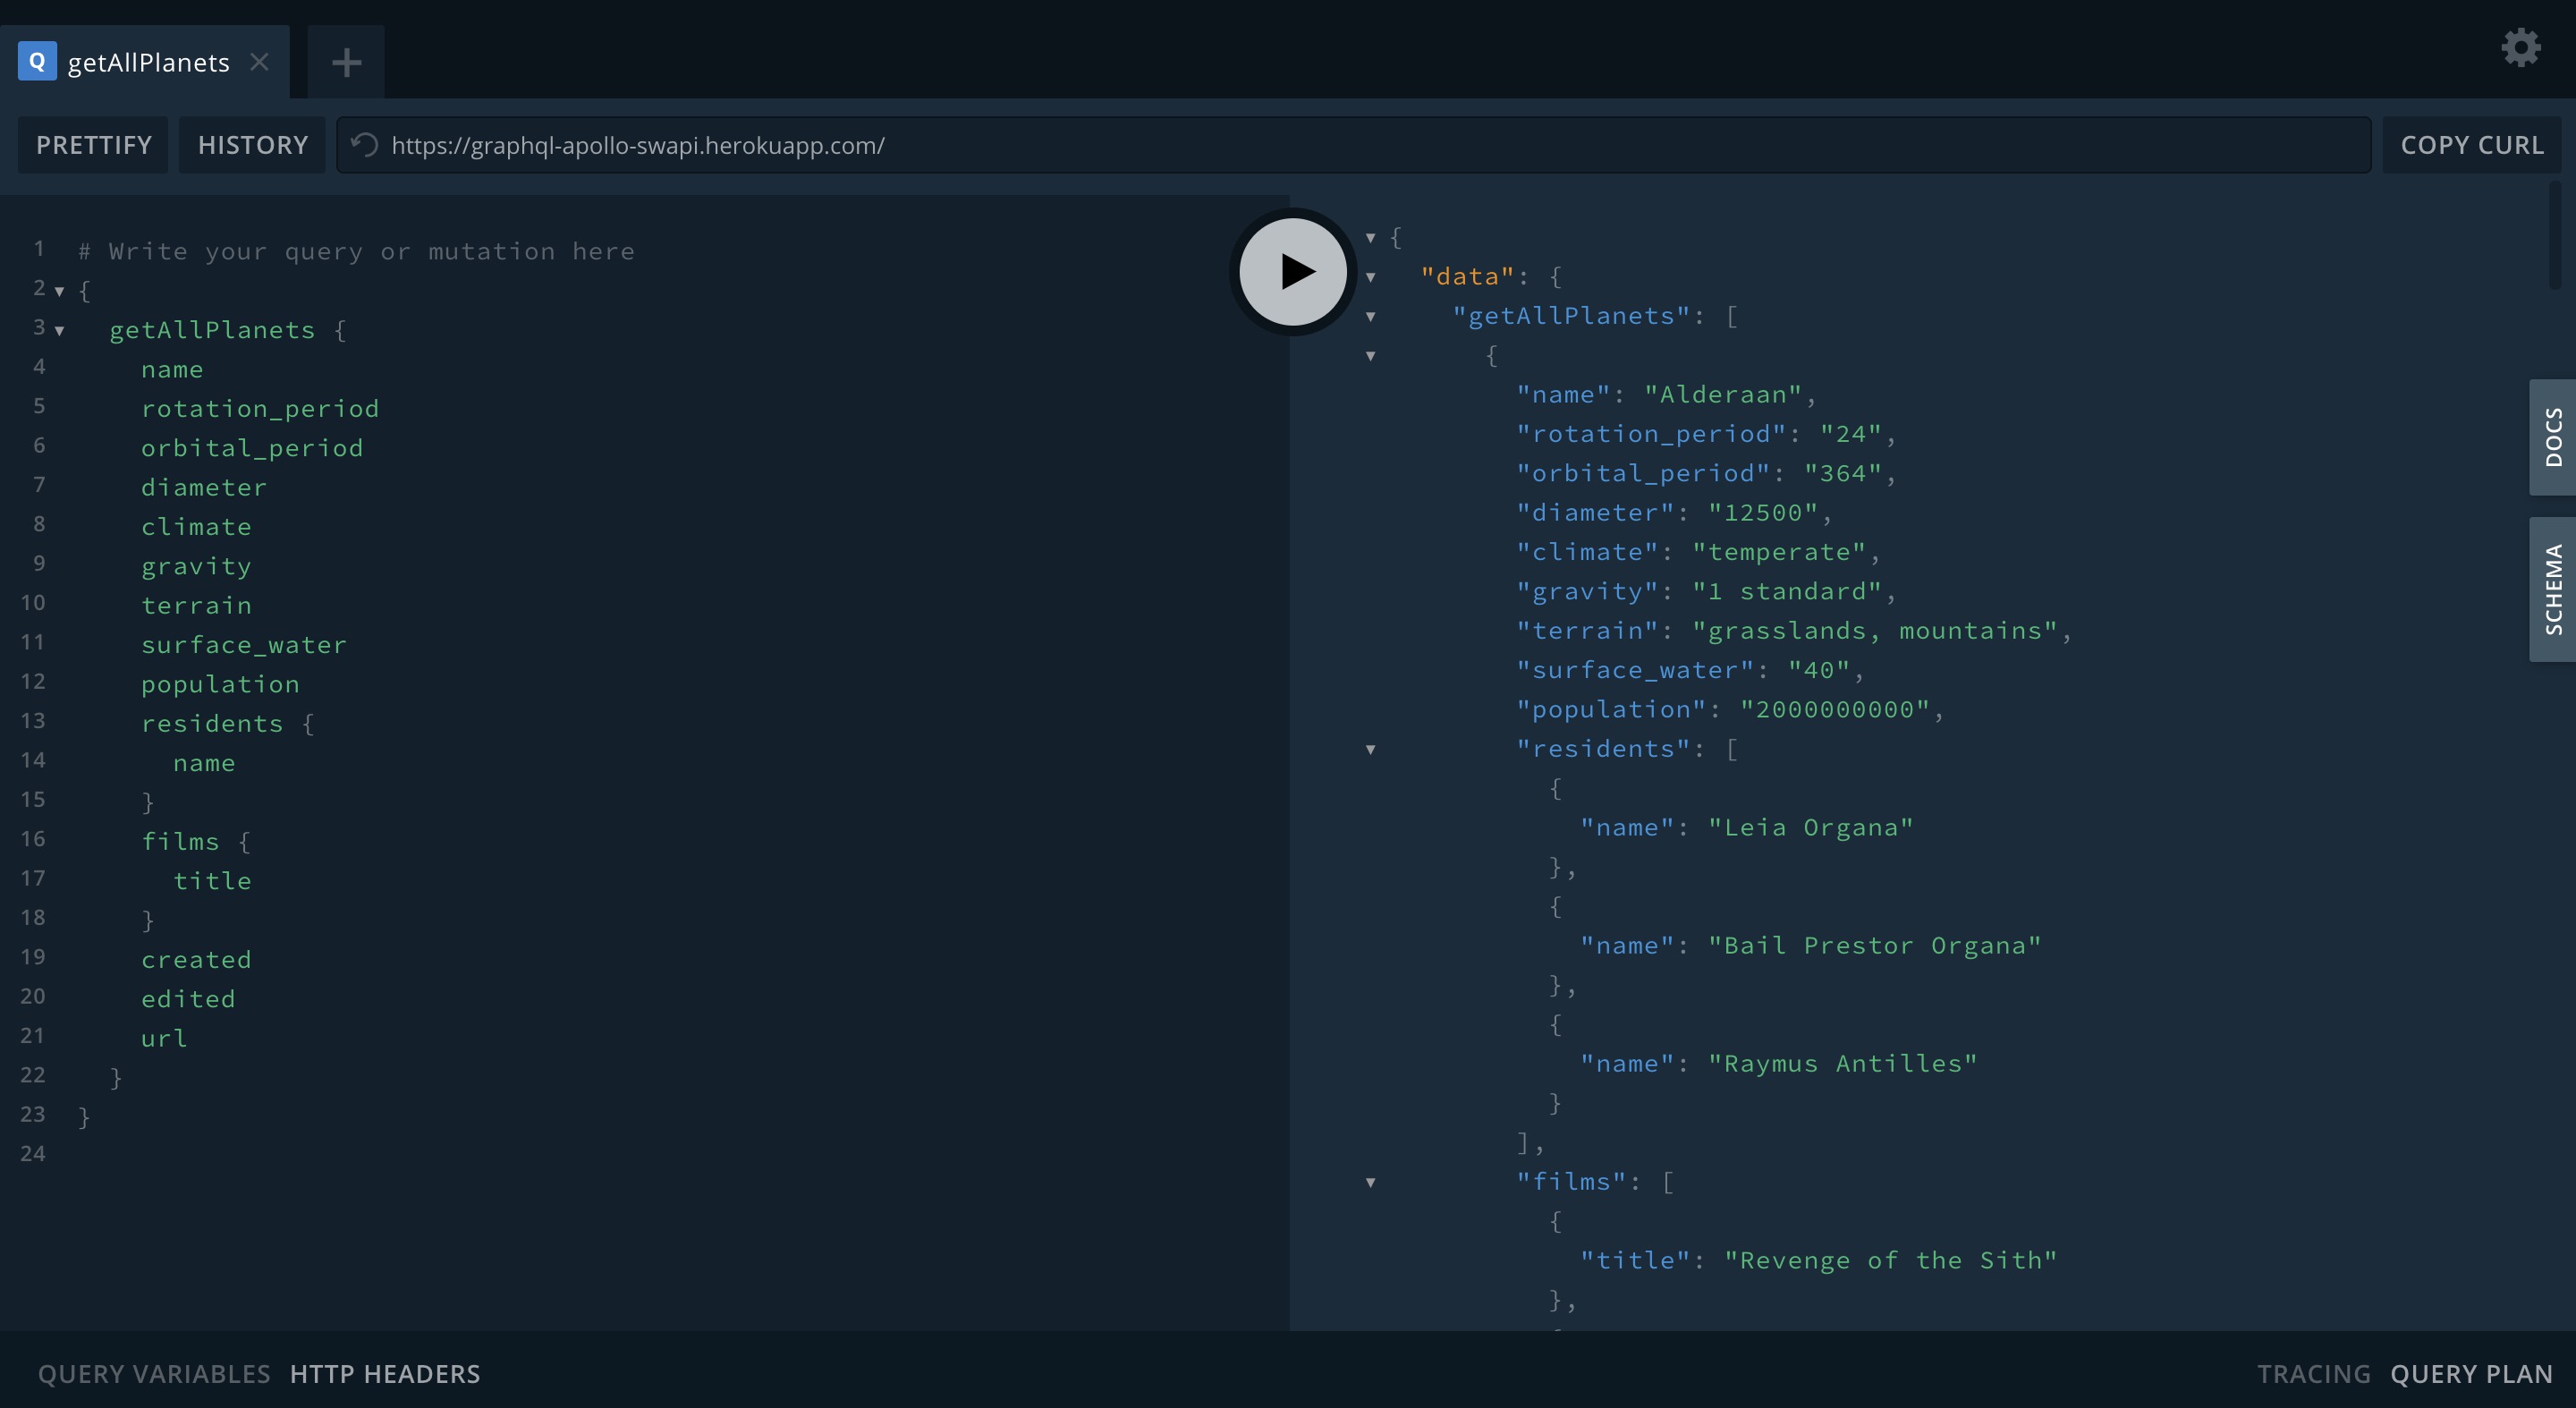 Q getAllPlanets
PRETTIFY HISTORY https://graphql-apollo-swapi.herokuapp.com/ COPY CURL
1 # Write your query or mutation here
2 {
3 getAllPlanets {
4 name
5 rotation_period
6 orbital_period
7 diameter
8 climate
9 gravity
10 terrain
11 surface_water
12 population
13 residents {
14 name
15 }
16 films {
17 title
18 }
19 created
20 edited
21 url
22 }
23 }
24
{
"data": {
"getAllPlanets": [
{
"name": "Alderaan",
"rotation_period": "24",
"orbital_period": "364",
"diameter": "12500",
"climate": "temperate",
"gravity": "1 standard",
"terrain": "grasslands, mountains",
"surface_water": "40",
"population": "2000000000",
"residents": [
{
"name": "Leia Organa"
},
{
"name": "Bail Prestor Organa"
},
{
"name": "Raymus Antilles"
}
],
"films": [
{
"title": "Revenge of the Sith"
},
DOCS
SCHEMA
QUERY VARIABLES HTTP HEADERS
TRACING QUERY PLAN